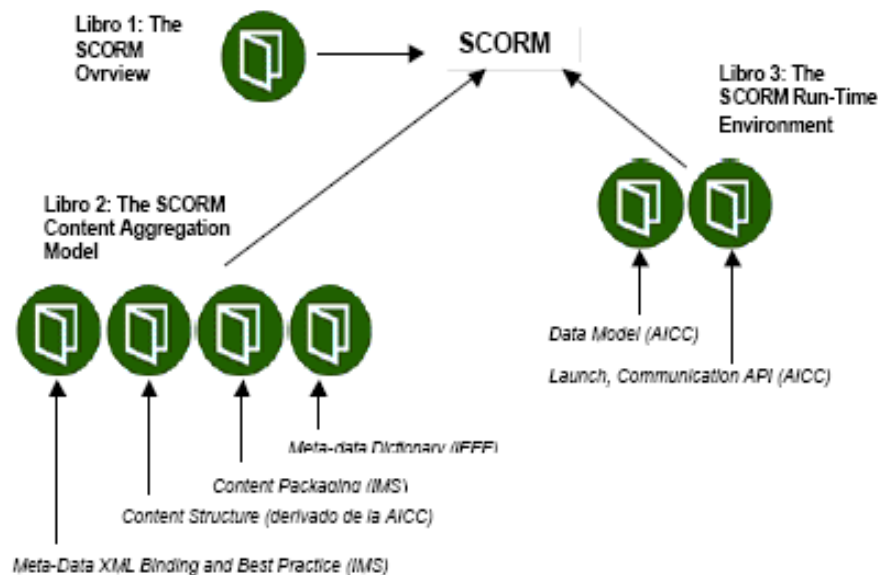 Libro 1: The
SCORM
Ovrview
SCORM
Libro 3: The
SCORM Run-Time
Environment
Libro 2: The SCORM
Content Aggregation
Model
Data Model (AICC)
Launch, Communication API (AICC)
Meta-data Dictionary (IEEE)
Content Packaging (IMS)
Content Structure (derivado de la AICC)
Meta-Data XML Binding and Best Practice (IMS)